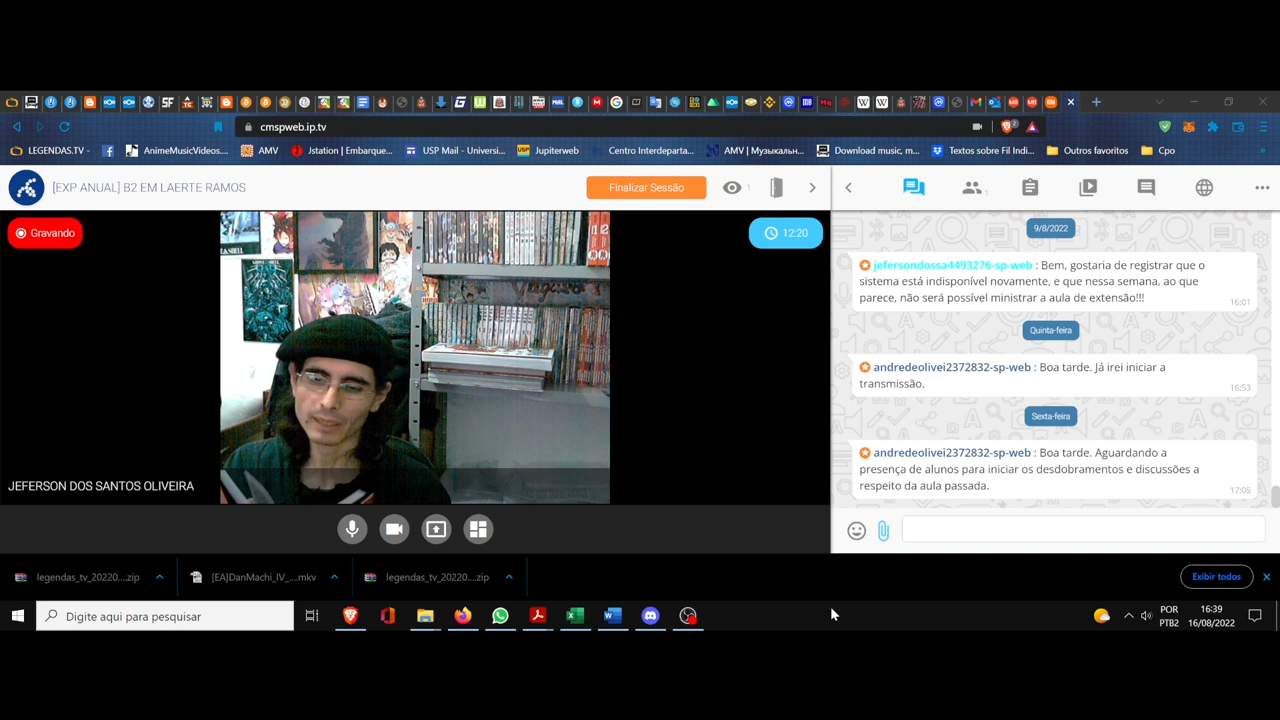 cmspweb.ip.tv
2
LEGENDAS.TV -
AnimeMusicVideos...
AMV
Jstation | Embarque...
USP Mail - Universi...
Jupiterweb
Centro Interdeparta...
AMV | Музыкальн...
Download music, m...
Textos sobre Fil Indi...
Outros favoritos
Cpo
[EXP ANUAL] B2 EM LAERTE RAMOS
Finalizar Sessão
1
1
Gravando
12:20
JEFERSON DOS SANTOS OLIVEIRA
9/8/2022
jefersondossa4493276-sp-web : Bem, gostaria de registrar que o
sistema está indisponível novamente, e que nessa semana, ao que
parece, não será possível ministrar a aula de extensão!!!
16:01
Quinta-feira
andredeolivei2372832-sp-web : Boa tarde. Já irei iniciar a
transmissão.
16:53
Sexta-feira
andredeolivei2372832-sp-web : Boa tarde. Aguardando a
presença de alunos para iniciar os desdobramentos e discussões a
respeito da aula passada.
17:05
legendas_tv_20220....zip
[EA]DanMachi_IV_....mkv
legendas_tv_20220....zip
Exibir todos
Digite aqui para pesquisar
POR
PTB2
16:39
16/08/2022